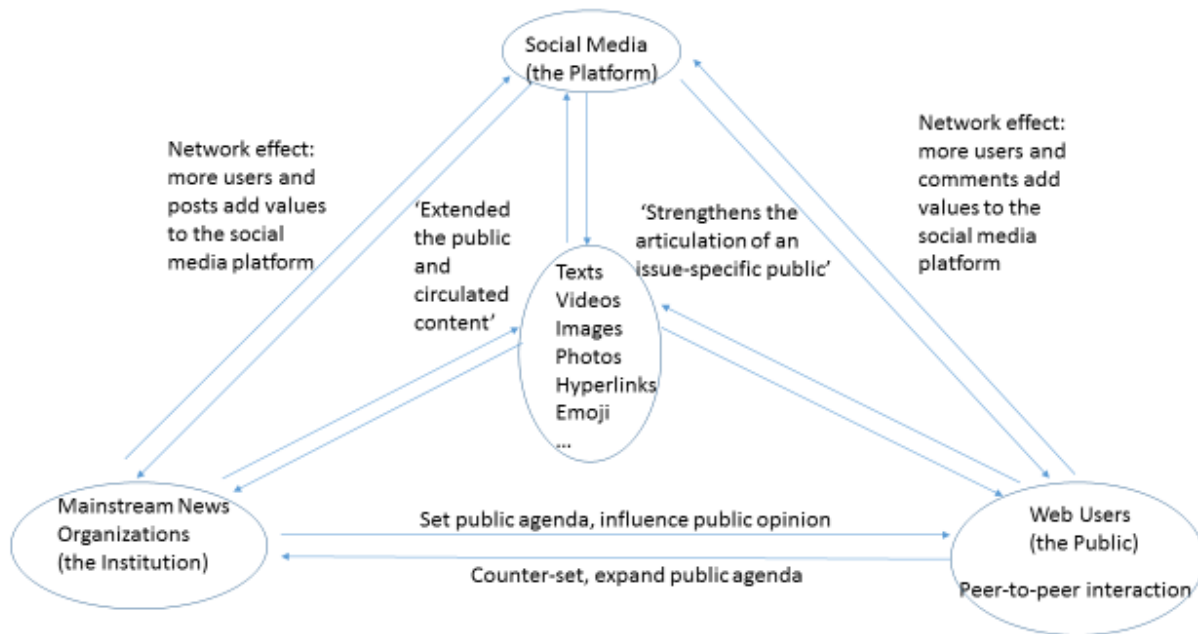 Social Media
(the Platform)
Network effect:
more users and
posts add values
to the social
media platform
‘Extended
the public
and
circulated
content’
‘Strengthens the
articulation of an
issue-specific public’
Network effect:
more users and
comments add
values to the
social media
platform
Texts
Videos
Images
Photos
Hyperlinks
Emoji
...
Mainstream News
Organizations
(the Institution)
Set public agenda, influence public opinion
Counter-set, expand public agenda
Web Users
(the Public)
Peer-to-peer interaction